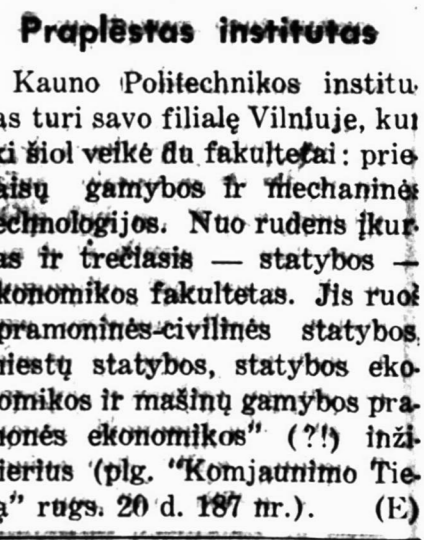 Praplėstas institutas
Kauno Politechnikos institu-
as turi savo filialę Vilniuje, kur
ki šiol veikė du fakultetai: prie-
aisų gamybos ir mechaninės
echnologijos. Nuo rudens įkur-
as ir trečiasis — statybos —
konomikos fakultetas. Jis ruoš
pramoninės-civilinės statybos,
miestų statybos, statybos eko-
omikos ir mašinų gamybos pra-
monės ekonomikos" (?!) inži-
ierius (plg. "Komjaunimo Tie-
ą" rugs. 20 d. 187 nr.). (E)